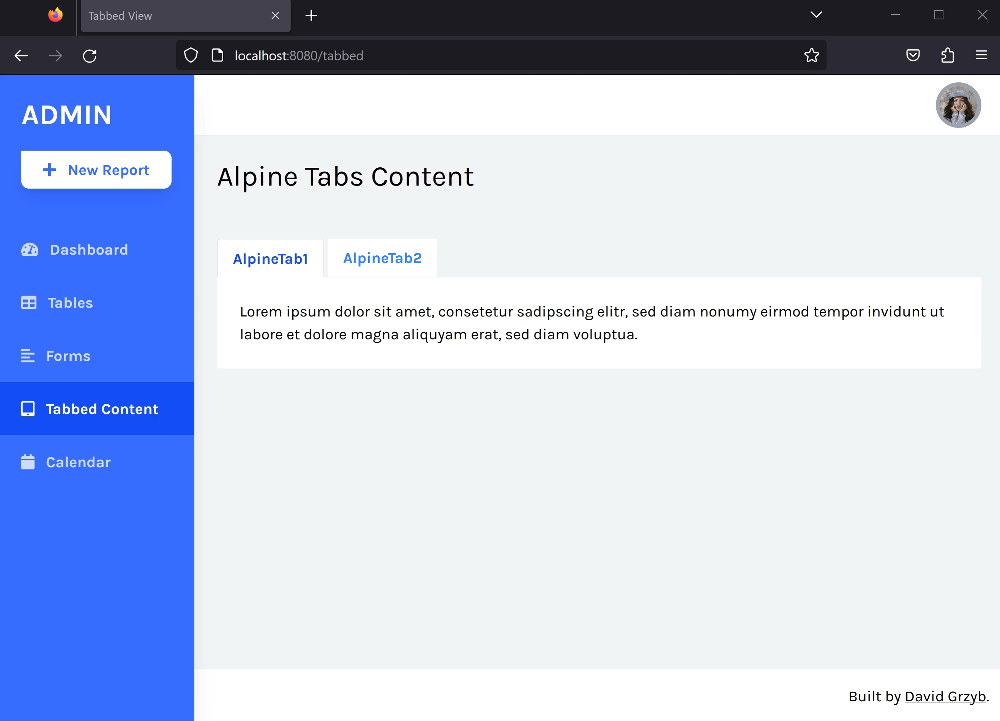 Tabbed View
localhost:8080/tabbed
ADMIN
New Report
Dashboard
Tables
Forms
Tabbed Content
Calendar
Alpine Tabs Content
AlpineTab1
AlpineTab2
Lorem ipsum dolor sit amet, consetetur sadipscing elitr, sed diam nonumy eirmod tempor invidunt ut
labore et dolore magna aliquyam erat, sed diam voluptua.
Built by David Grzyb.